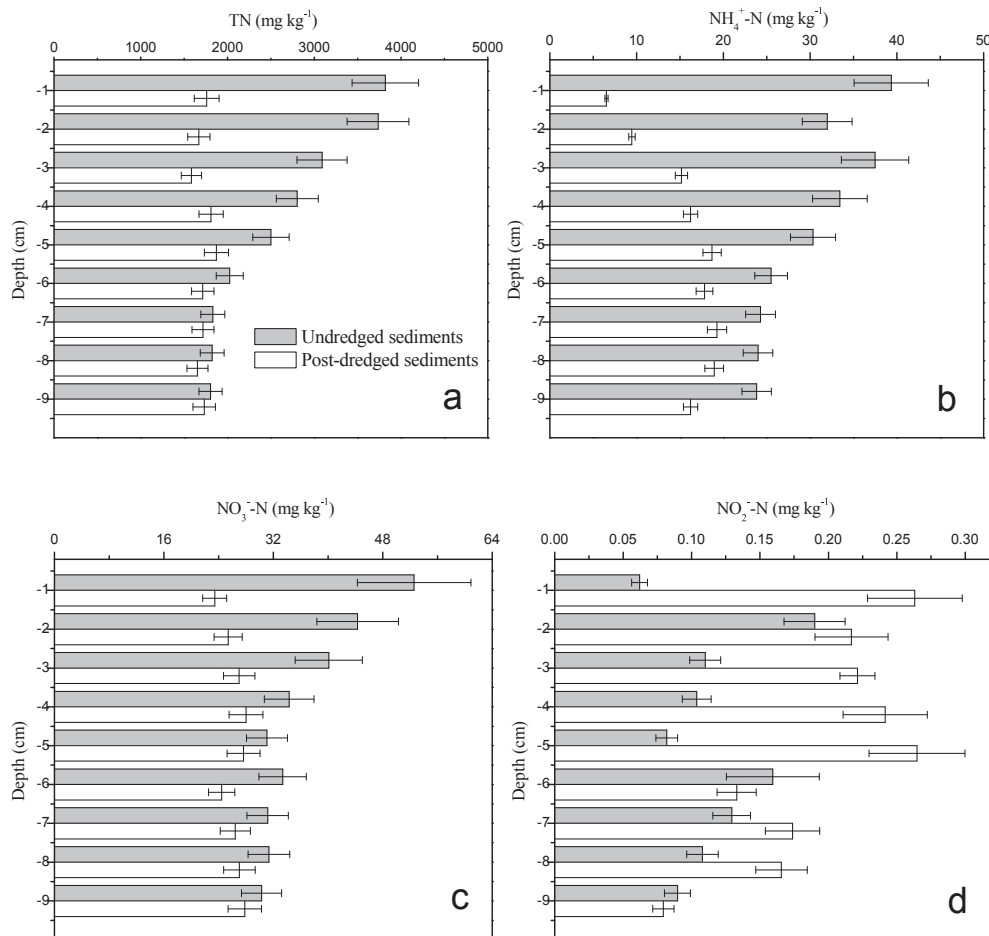 TN (mg kg⁻¹)
0 1000 2000 3000 4000 5000
Depth (cm)
-1
-2
-3
-4
-5
-6
-7
-8
-9
Undredged sediments
Post-dredged sediments
a
NH₄⁺-N (mg kg⁻¹)
0 10 20 30 40 50
Depth (cm)
-1
-2
-3
-4
-5
-6
-7
-8
-9
b
NO₃⁻-N (mg kg⁻¹)
0 16 32 48 64
Depth (cm)
-1
-2
-3
-4
-5
-6
-7
-8
-9
c
NO₂⁻-N (mg kg⁻¹)
0.00 0.05 0.10 0.15 0.20 0.25 0.30
Depth (cm)
-1
-2
-3
-4
-5
-6
-7
-8
-9
d